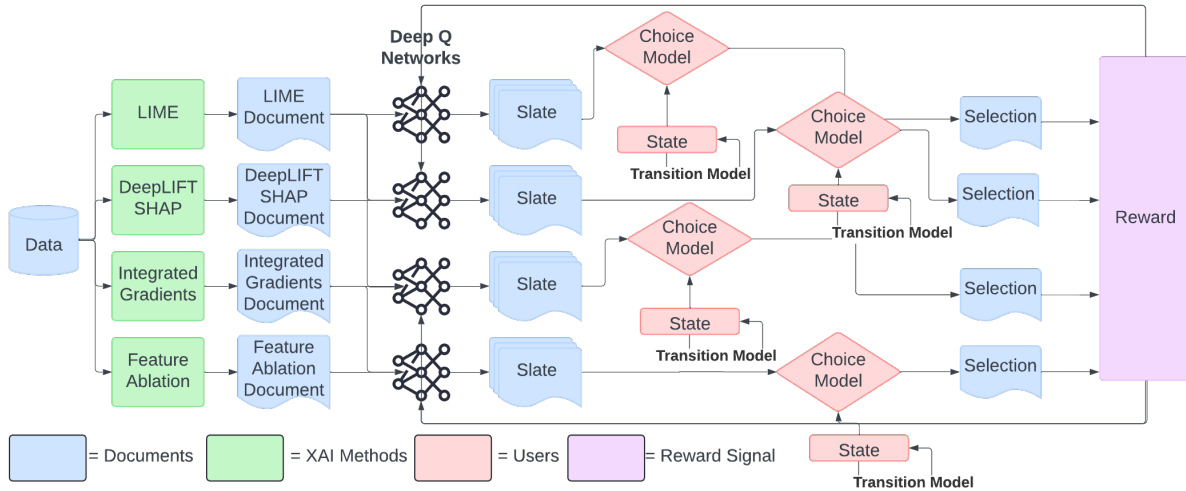 Deep Q
Networks
Choice
Model
LIME
LIME
Document
Slate
Choice
Model
Selection
State
Transition Model
DeepLIFT
SHAP
DeepLIFT
SHAP
Document
Slate
State
Selection
Transition Model
Data
Reward
Choice
Model
Integrated
Gradients
Integrated
Gradients
Document
Slate
Selection
State
Transition Model
Feature
Ablation
Feature
Ablation
Document
Slate
Choice
Model
Selection
= Documents
= XAI Methods
= Users
= Reward Signal
State
Transition Model